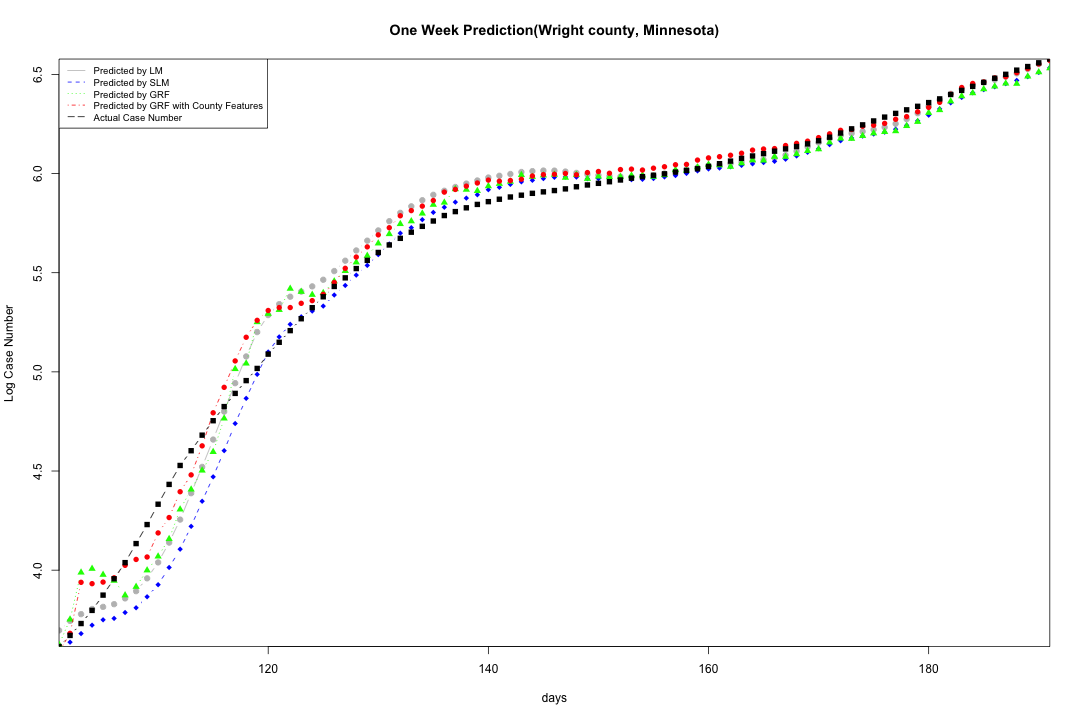 One Week Prediction(Wright county, Minnesota)
Predicted by LM
Predicted by SLM
Predicted by GRF
Predicted by GRF with County Features
Actual Case Number
6.5
6.0
5.5
5.0
4.5
4.0
Log Case Number
120 140 160 180
days